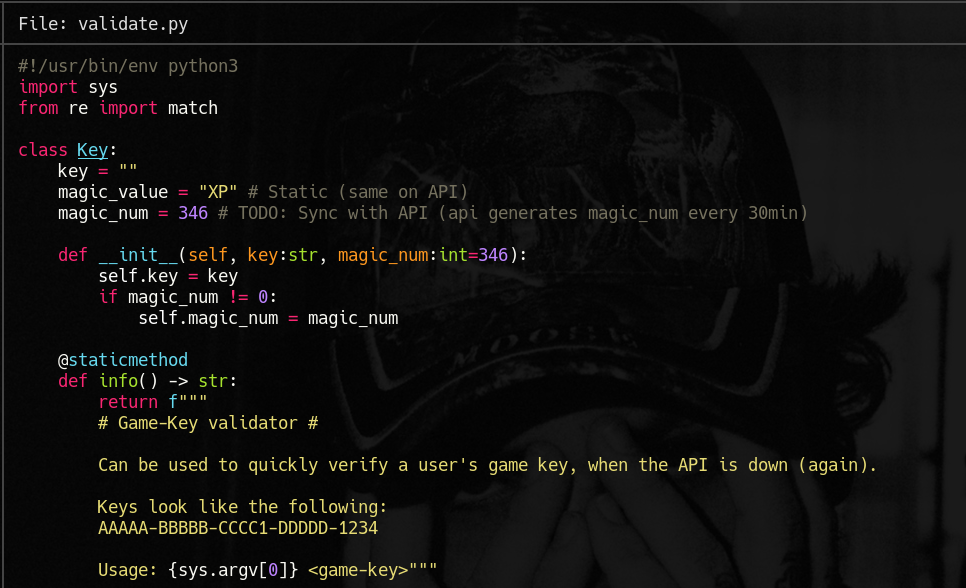 File: validate.py
#!/usr/bin/env python3
import sys
from re import match
class Key:
key = ""
magic_value = "XP" # Static (same on API)
magic_num = 346 # TODO: Sync with API (api generates magic_num every 30min)
def __init__(self, key:str, magic_num:int=346):
self.key = key
if magic_num != 0:
self.magic_num = magic_num
@staticmethod
def info() -> str:
return f"""
# Game-Key validator #
Can be used to quickly verify a user's game key, when the API is down (again).
Keys look like the following:
AAAAA-BBBBB-CCCC1-DDDDD-1234
Usage: {sys.argv[0]} <game-key>"""